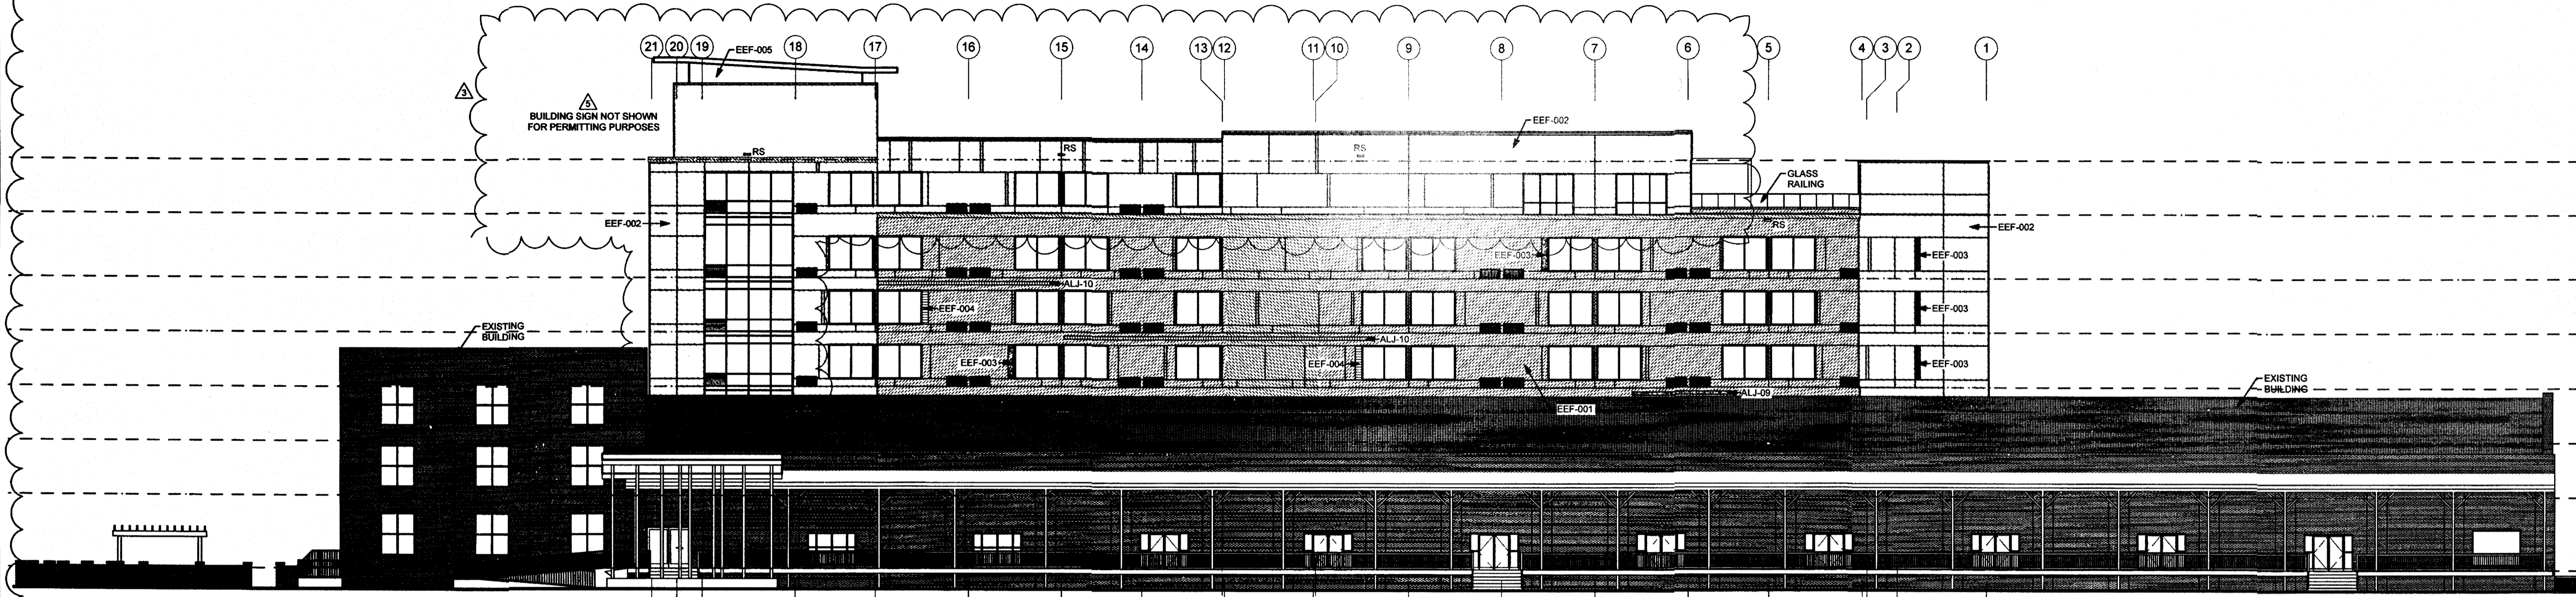 21 20 19 18 17 16 15 14 13 12 11 10 9 8 7 6 5 4 3 2 1
EEF-005
3
5
BUILDING SIGN NOT SHOWN
FOR PERMITTING PURPOSES
EEF-002
RS RS RS
GLASS
RAILING
EEF-002
RS
EEF-002
EEF-003
EEF-003
ALJ-10
EEF-004
EEF-003
EXISTING
BUILDING
ALJ-10
EEF-003
EEF-004
EEF-003
EXISTING
BUILDING
ALJ-09
EEF-001